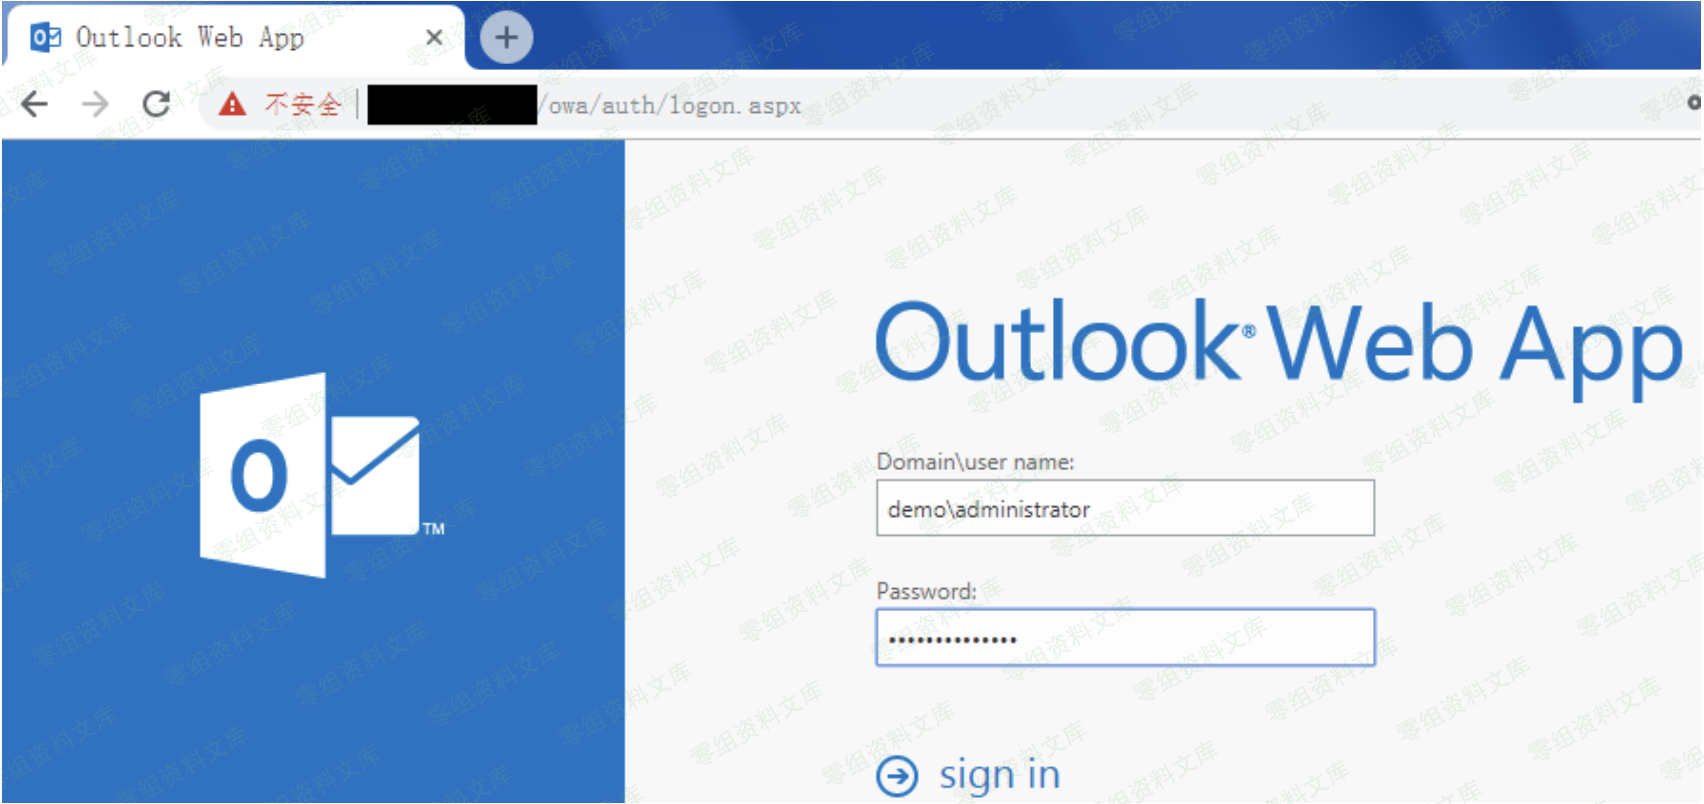 Outlook Web App
不安全 /owa/auth/logon.aspx
Outlook® Web App
Domain\user name:
demo\administrator
TM
Password:
••••••••••••••
sign in
零组资料文库